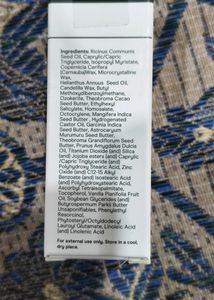 Ingredients: Ricinus Communis
Seed Oil, Caprylic/Capric
Triglyceride, Isopropyl Myristate,
Copernicia Cerifera
(Carnauba)Wax, Microcrystalline
Wax,
Helianthus Annuus Seed Oil,
Candelilla Wax, Butyl
Methoxydibenzoylmethane,
Ozokerite, Theobroma Cacao
Seed Butter, Ethylhexyl
Salicylate, Homosalate,
Octocrylene, Mangifera Indica
Seed Butter, Hydrogenated
Castor Oil, Garcinia Indica
Seed Butter, Astrocaryum
Murumuru Seed Butter,
Theobroma Grandiflorum Seed
Butter, Prunus Amygdalus Dulcis
Oil, Titanium Dioxide (and) Silica
(and) Jojoba esters (and) Caprylic
/Capric Triglyceride (and)
Polyhydroxy Stearic Acid, Zinc
Oxide (and) C12-15 Alkyl
Benzoate (and) Isostearic Acid
(and) Polyhydroxystearic Acid,
Ascorbyl Tetraisopalmitate,
Tocopherol, Vanilla Planifolia Fruit
Oil, Soybean Glycerides (and)
Butyrospermum Parkii Butter
Unsaponifiables, Phenylethyl
Resorcinol,
Phytosteryl/Octyldodecyl
Lauroyl Glutamate, Linoleic Acid
(and) Linolenic Acid
For external use only. Store in a cool,
dry place.